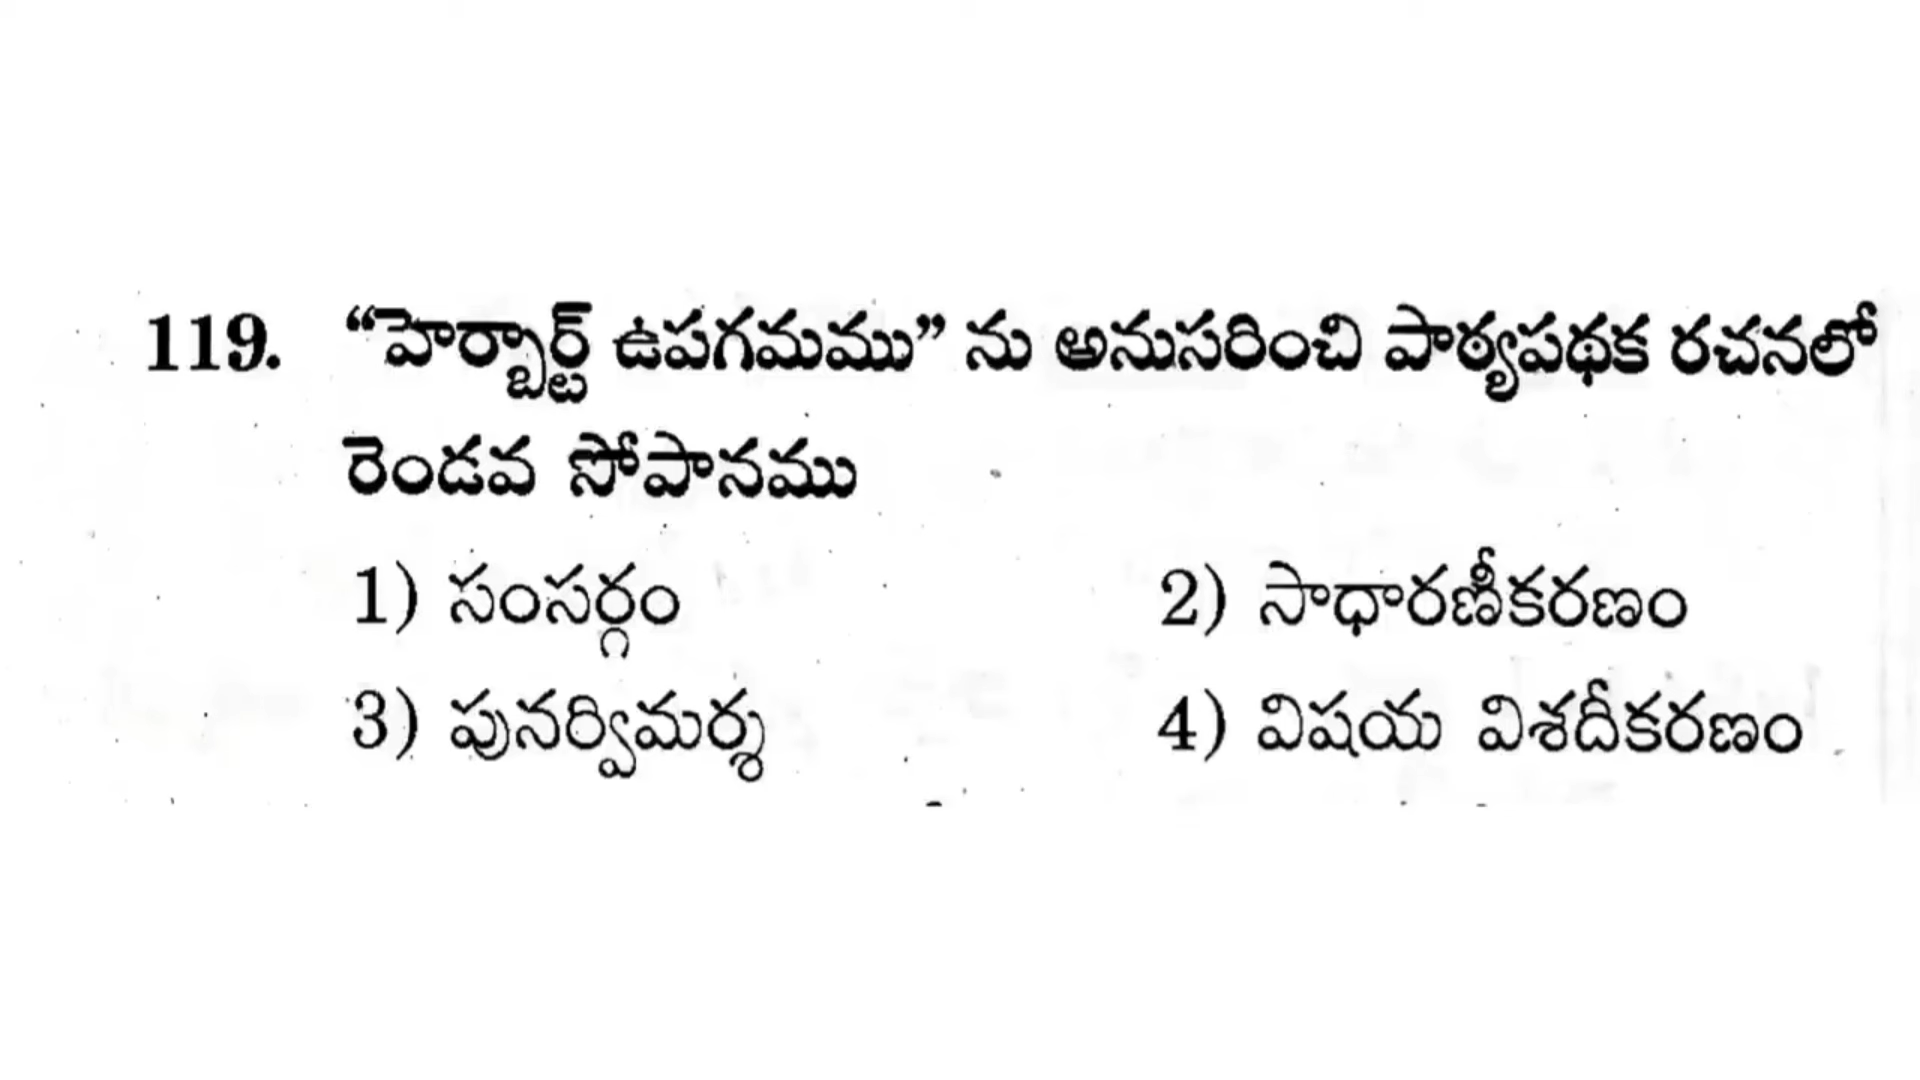 119. “హెర్బార్ట్ ఉపగమము” ను అనుసరించి పాఠ్యపథక రచనలో
రెండవ సోపానము
1) సంసర్గం 2) సాధారణీకరణం
3) పునర్విమర్శ 4) విషయ విశదీకరణం